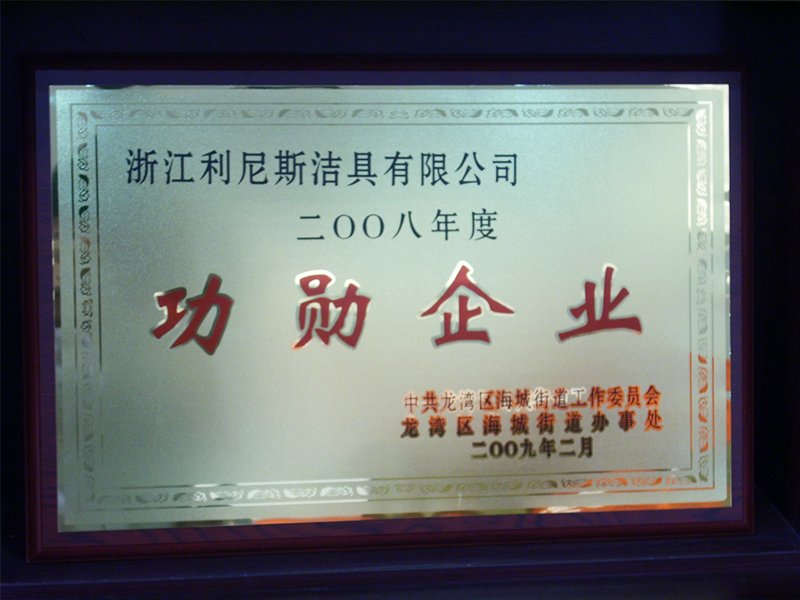 浙江利尼斯洁具有限公司
二OO八年度
功勋企业
中共龙湾区海城街道工作委员会
龙湾区海城街道办事处
二OO九年二月